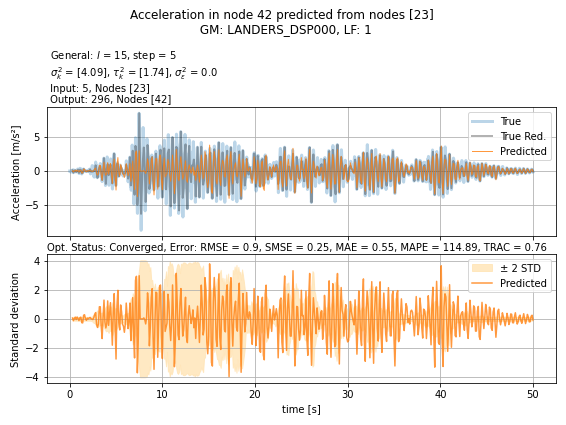 Acceleration in node 42 predicted from nodes [23]
GM: LANDERS_DSP000, LF: 1
General: l = 15, step = 5
σ²ₖ = [4.09], τ²ₖ = [1.74], σ²ε = 0.0
Input: 5, Nodes [23]
Output: 296, Nodes [42]
Acceleration [m/s²]
5
0
−5
True
True Red.
Predicted
Opt. Status: Converged, Error: RMSE = 0.9, SMSE = 0.25, MAE = 0.55, MAPE = 114.89, TRAC = 0.76
Standard deviation
4
2
0
−2
−4
± 2 STD
Predicted
0 10 20 30 40 50
time [s]